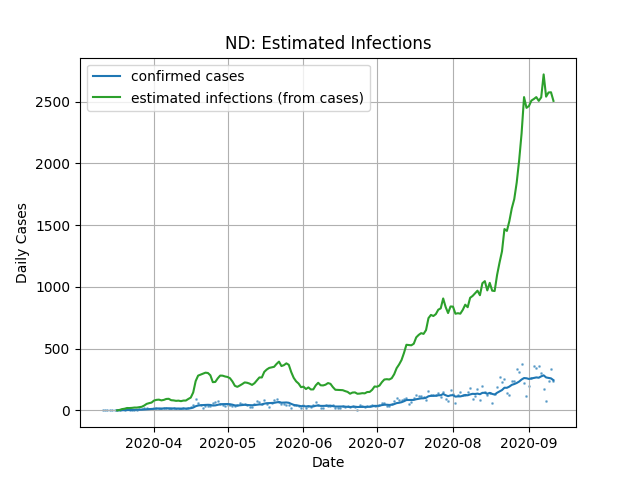 ND: Estimated Infections
confirmed cases
estimated infections (from cases)
2500
2000
1500
1000
500
0
Daily Cases
2020-04 2020-05 2020-06 2020-07 2020-08 2020-09
Date